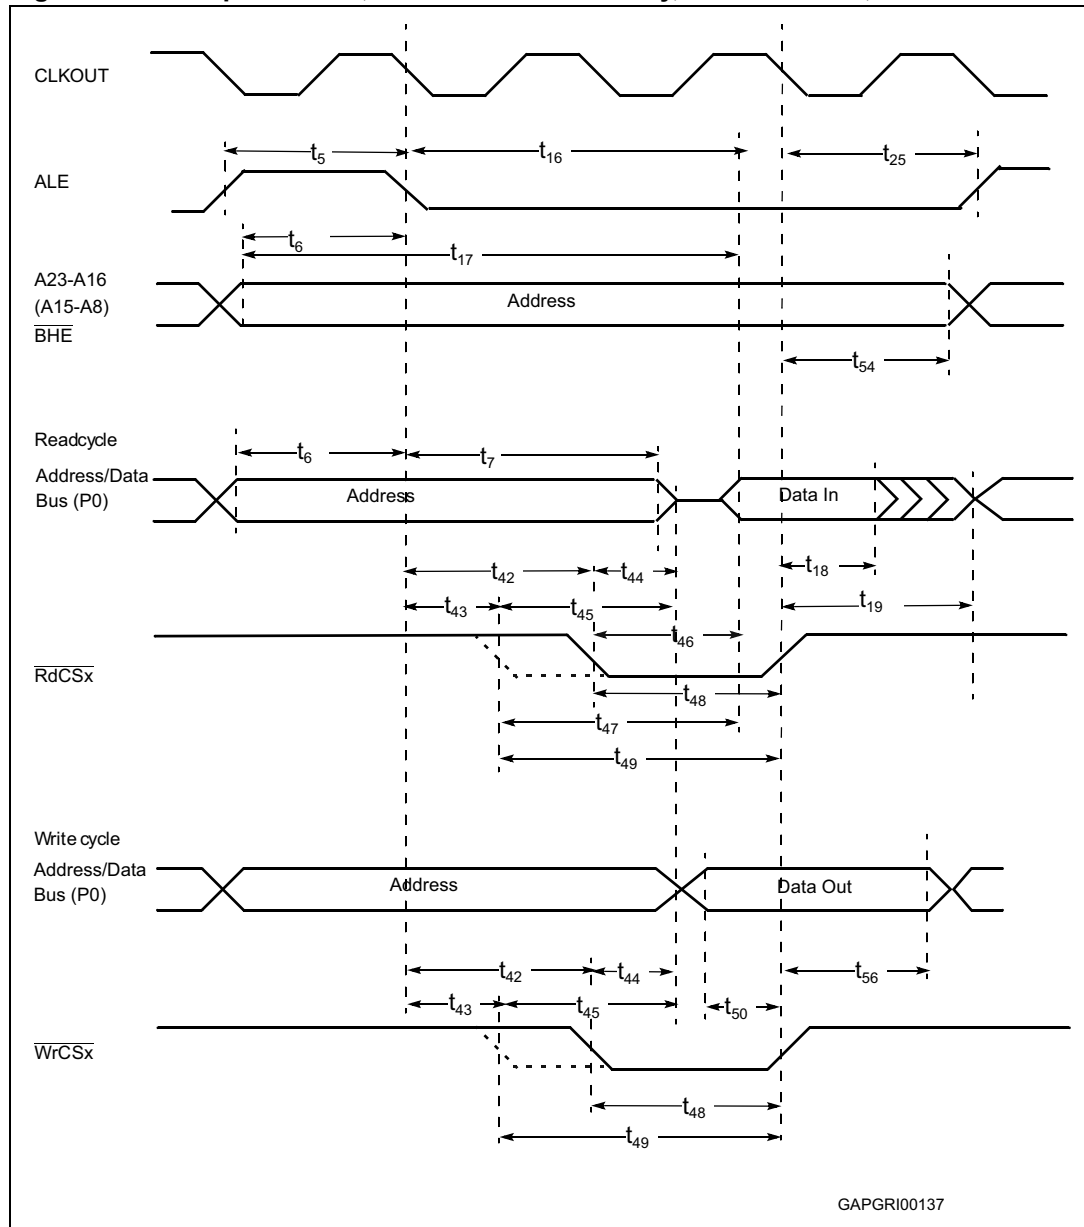 CLKOUT
t5
t16
t25
ALE
t6
t17
A23-A16
(A15-A8)
BHE
Address
t54
Readcycle
Address/Data
Bus (P0)
t6
t7
Address
Data In
t42
t44
t18
t43
t45
t19
t46
RdCSx
t48
t47
t49
Write cycle
Address/Data
Bus (P0)
Address
Data Out
t42
t44
t56
t43
t45
t50
WrCSx
t48
t49
GAPGRI00137